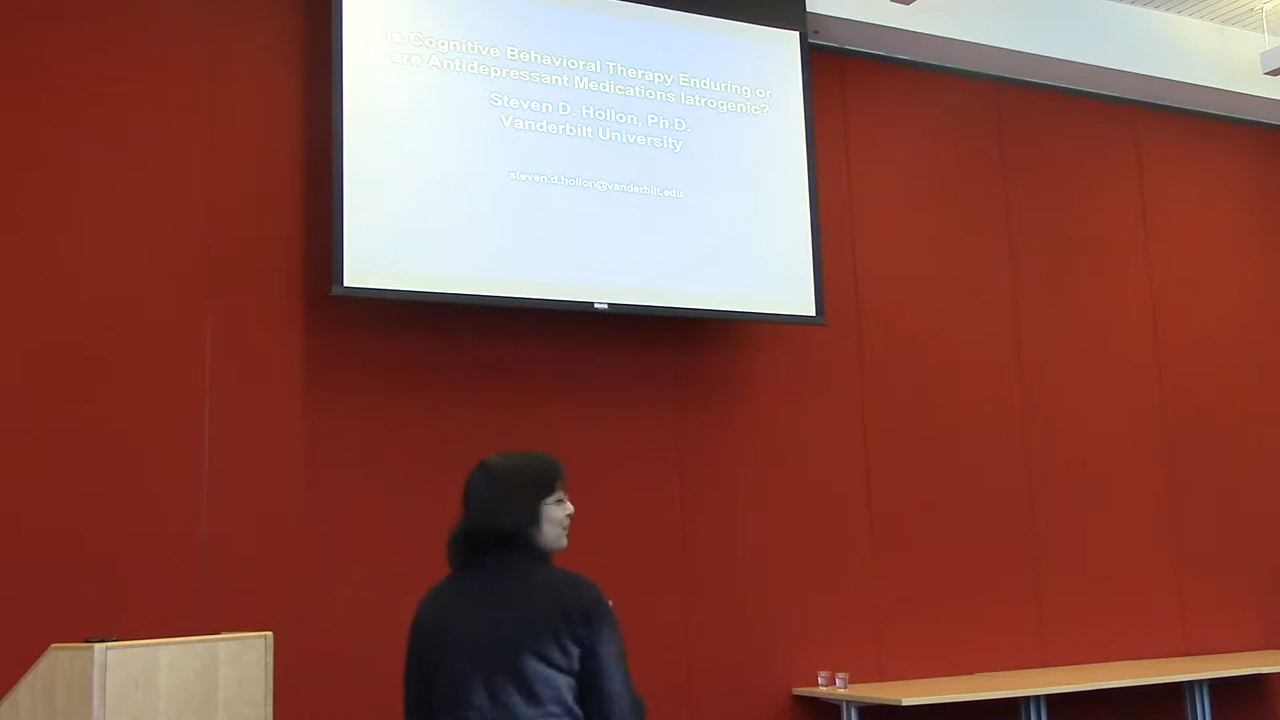 Is Cognitive Behavioral Therapy Enduring or
are Antidepressant Medications Iatrogenic?
Steven D. Hollon, Ph.D.
Vanderbilt University
steven.d.hollon@vanderbilt.edu